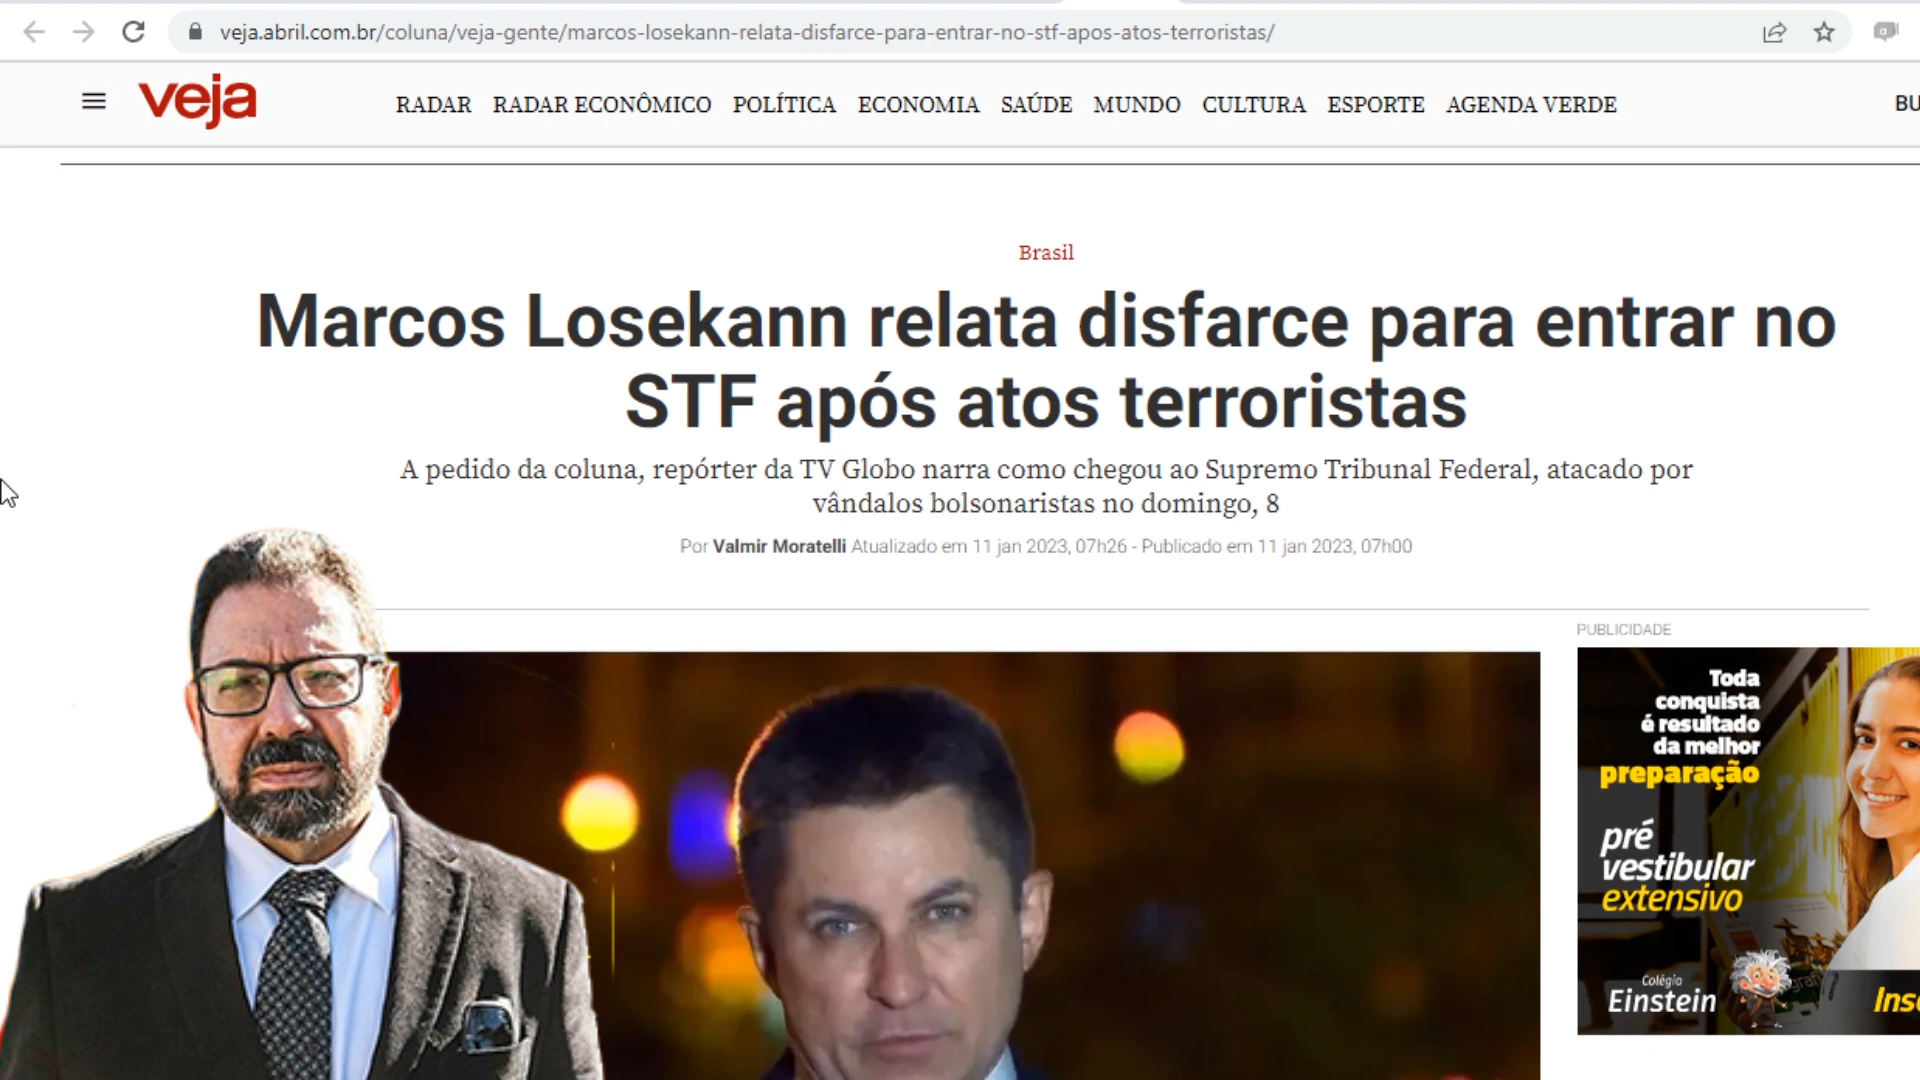 veja.abril.com.br/coluna/veja-gente/marcos-losekann-relata-disfarce-para-entrar-no-stf-apos-atos-terroristas/
veja RADAR RADAR ECONÔMICO POLÍTICA ECONOMIA SAÚDE MUNDO CULTURA ESPORTE AGENDA VERDE BU
Brasil
Marcos Losekann relata disfarce para entrar no
STF após atos terroristas
A pedido da coluna, repórter da TV Globo narra como chegou ao Supremo Tribunal Federal, atacado por
vândalos bolsonaristas no domingo, 8
Por Valmir Moratelli Atualizado em 11 jan 2023, 07h26 - Publicado em 11 jan 2023, 07h00
PUBLICIDADE
Toda
conquista
é resultado
da melhor
preparação
pré
vestibular
extensivo
Colégio
Einstein
Ins